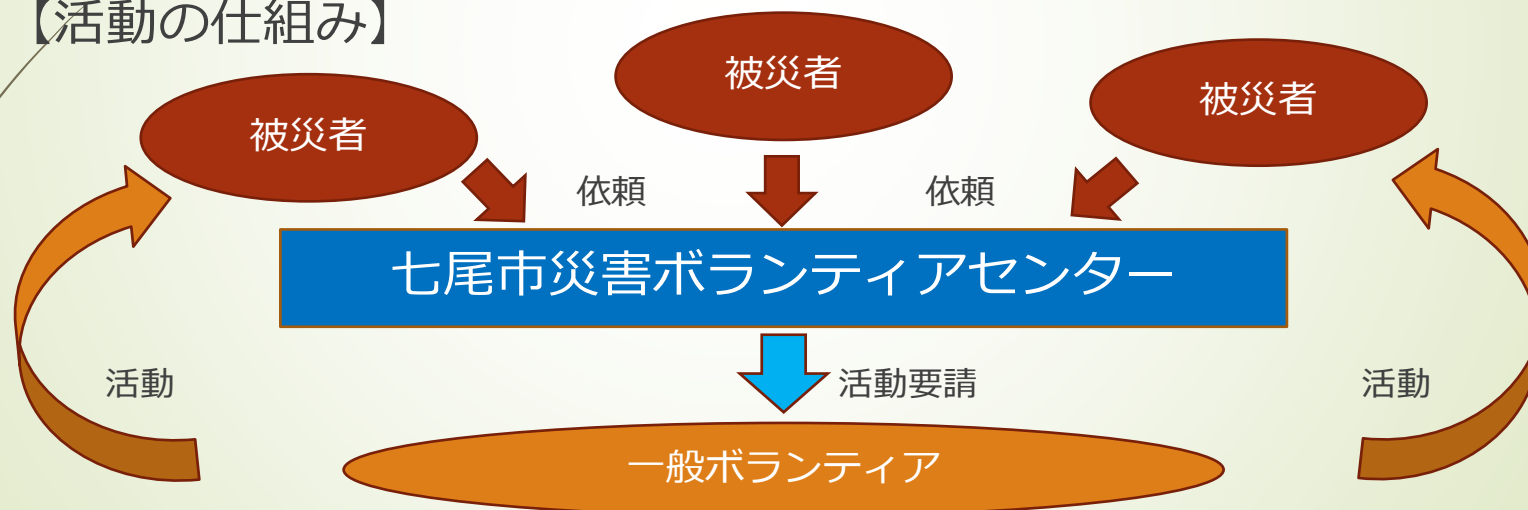 【活動の仕組み】
被災者
被災者
被災者
依頼
依頼
七尾市災害ボランティアセンター
活動
活動要請
活動
一般ボランティア